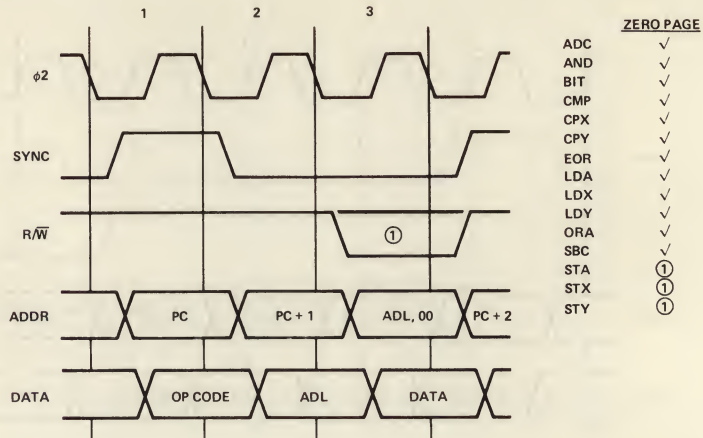 1 2 3
φ2
SYNC
R/W̅
①
ADDR
PC
PC + 1
ADL, 00
PC + 2
DATA
OP CODE
ADL
DATA
ZERO PAGE
ADC √
AND √
BIT √
CMP √
CPX √
CPY √
EOR √
LDA √
LDX √
LDY √
ORA √
SBC √
STA ①
STX ①
STY ①